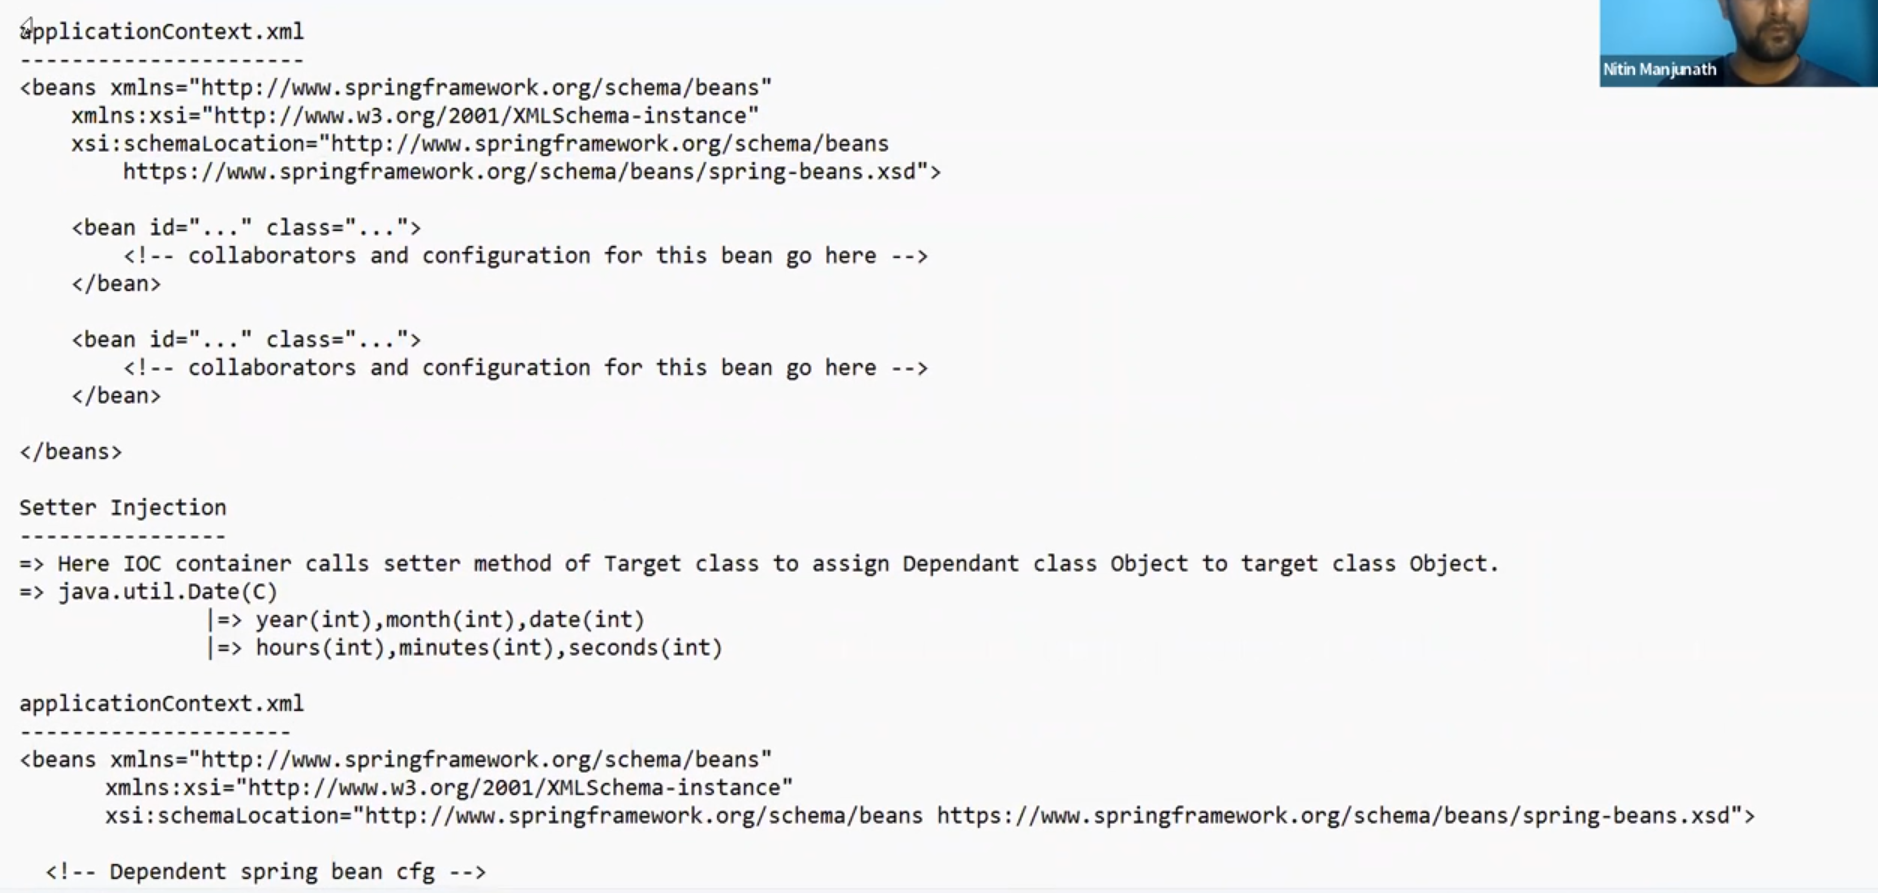 applicationContext.xml
----------------------
<beans xmlns="http://www.springframework.org/schema/beans"
    xmlns:xsi="http://www.w3.org/2001/XMLSchema-instance"
    xsi:schemaLocation="http://www.springframework.org/schema/beans
        https://www.springframework.org/schema/beans/spring-beans.xsd">
    <bean id="..." class="...">
        <!-- collaborators and configuration for this bean go here -->
    </bean>
    <bean id="..." class="...">
        <!-- collaborators and configuration for this bean go here -->
    </bean>
</beans>
Setter Injection
----------------
=> Here IOC container calls setter method of Target class to assign Dependant class Object to target class Object.
=> java.util.Date(C)
              |=> year(int),month(int),date(int)
              |=> hours(int),minutes(int),seconds(int)
applicationContext.xml
---------------------
<beans xmlns="http://www.springframework.org/schema/beans"
      xmlns:xsi="http://www.w3.org/2001/XMLSchema-instance"
      xsi:schemaLocation="http://www.springframework.org/schema/beans https://www.springframework.org/schema/beans/spring-beans.xsd">
  <!-- Dependent spring bean cfg -->
Nitin Manjunath